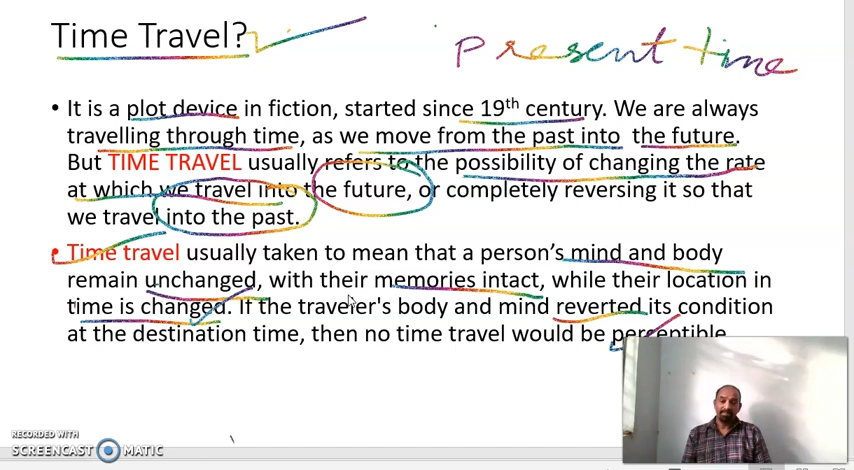 Time Travel?
Present time
• It is a plot device in fiction, started since 19th century. We are always
travelling through time, as we move from the past into the future.
But TIME TRAVEL usually refers to the possibility of changing the rate
at which we travel into the future, or completely reversing it so that
we travel into the past.
• Time travel usually taken to mean that a person's mind and body
remain unchanged, with their memories intact, while their location in
time is changed. If the traveler's body and mind reverted its condition
at the destination time, then no time travel would be perceptible.
RECORDED WITH
SCREENCAST MATIC